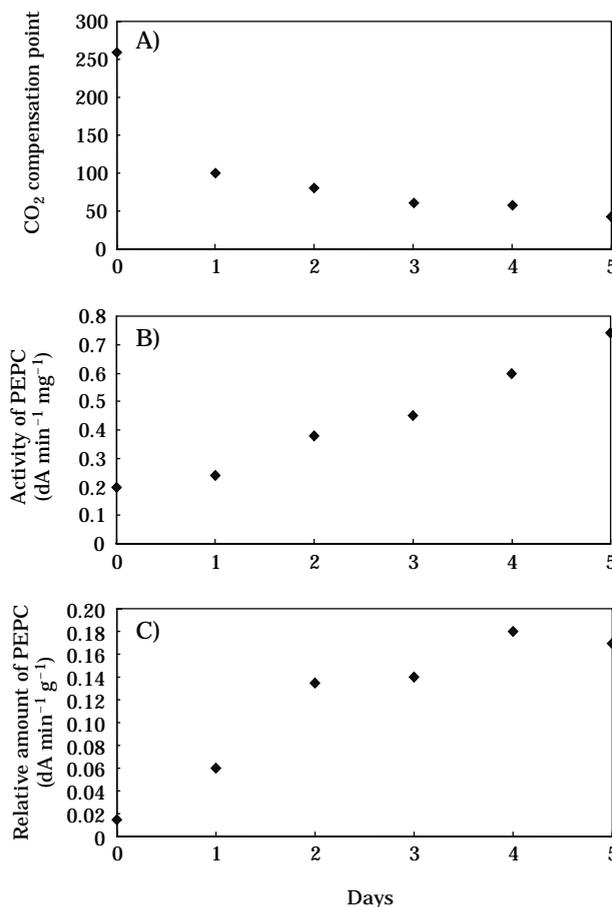 A)
CO₂ compensation point
300
250
200
150
100
50
0
0 1 2 3 4 5
B)
Activity of PEPC
(dA min⁻¹ mg⁻¹)
0.8
0.7
0.6
0.5
0.4
0.3
0.2
0.1
0
0 1 2 3 4 5
C)
Relative amount of PEPC
(dA min⁻¹ g⁻¹)
0.20
0.18
0.16
0.14
0.12
0.10
0.08
0.06
0.04
0.02
0
0 1 2 3 4 5
Days